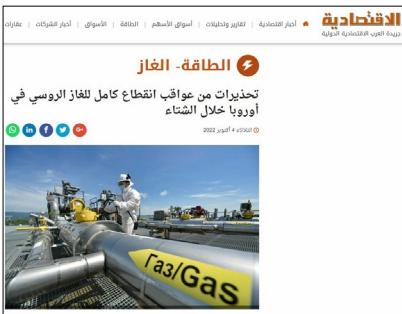 الاقتصادية
جريدة العرب الاقتصادية الدولية
أخبار اقتصادية | تقارير وتحليلات | أسواق الأسهم | الطاقة | الأسواق | أخبار الشركات | عقارات
الطاقة- الغاز
تحذيرات من عواقب انقطاع كامل للغاز الروسي في
أوروبا خلال الشتاء
الثلاثاء 4 أكتوبر 2022
Газ/Gas